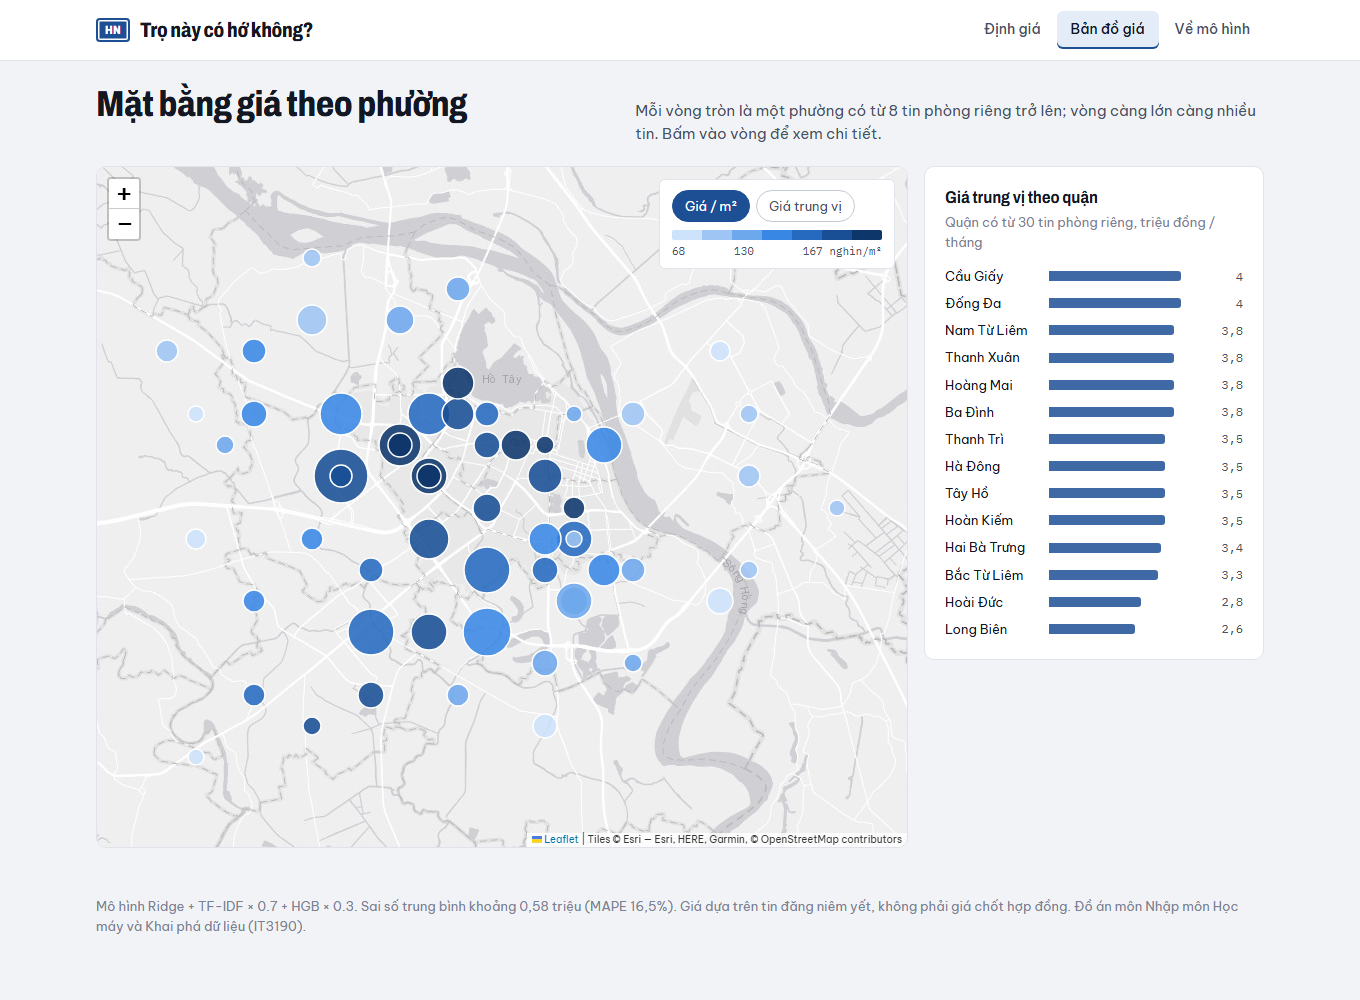 HN
Trọ này có hớ không?
Định giá
Bản đồ giá
Về mô hình
Mặt bằng giá theo phường
Mỗi vòng tròn là một phường có từ 8 tin phòng riêng trở lên; vòng càng lớn càng nhiều
tin. Bấm vào vòng để xem chi tiết.
+
−
Giá / m²
Giá trung vị
68
130
167 nghìn/m²
Hồ Tây
Sông Hồng
Leaflet | Tiles © Esri — Esri, HERE, Garmin, © OpenStreetMap contributors
Giá trung vị theo quận
Quận có từ 30 tin phòng riêng, triệu đồng /
tháng
Cầu Giấy 4
Đống Đa 4
Nam Từ Liêm 3,8
Thanh Xuân 3,8
Hoàng Mai 3,8
Ba Đình 3,8
Thanh Trì 3,5
Hà Đông 3,5
Tây Hồ 3,5
Hoàn Kiếm 3,5
Hai Bà Trưng 3,4
Bắc Từ Liêm 3,3
Hoài Đức 2,8
Long Biên 2,6
Mô hình Ridge + TF-IDF × 0.7 + HGB × 0.3. Sai số trung bình khoảng 0,58 triệu (MAPE 16,5%). Giá dựa trên tin đăng niêm yết, không phải giá chốt hợp đồng. Đồ án môn Nhập môn Học
máy và Khai phá dữ liệu (IT3190).